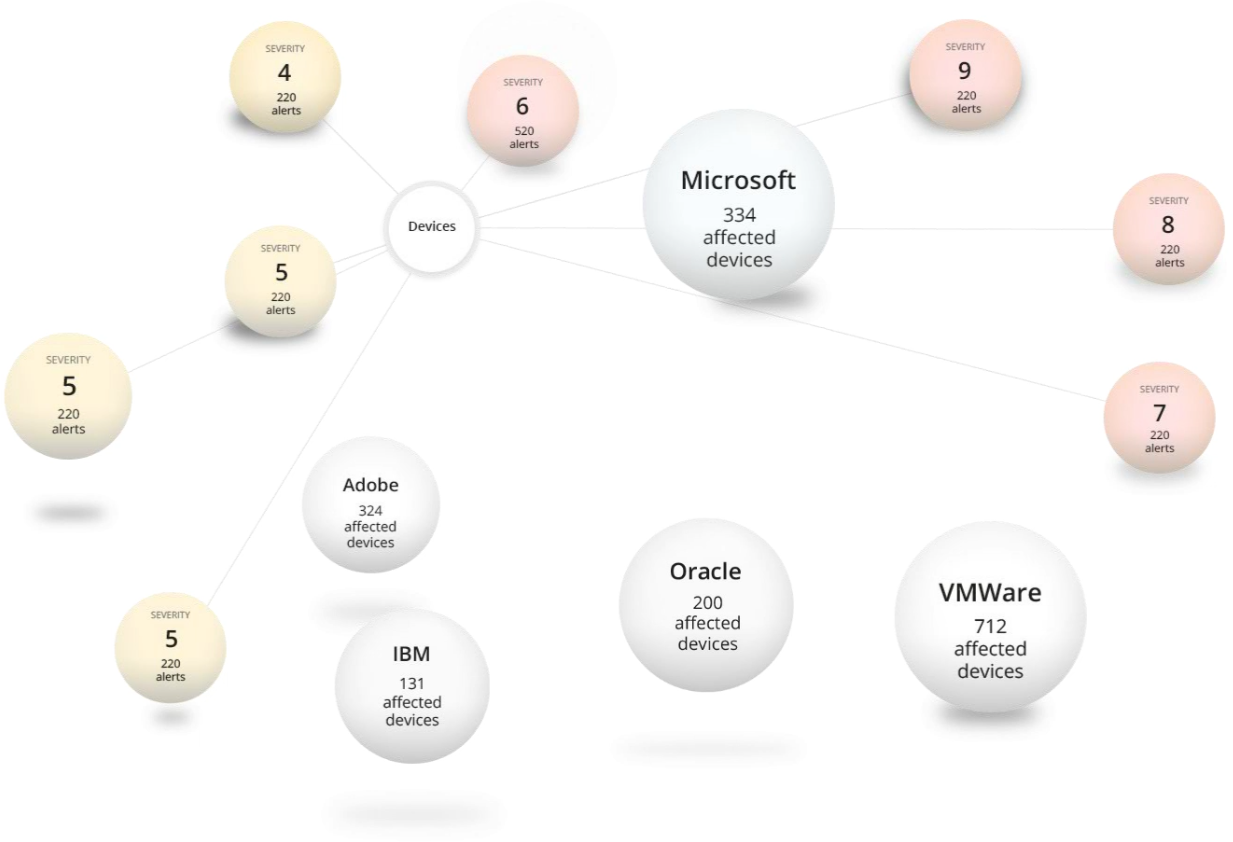 SEVERITY
4
220
alerts
SEVERITY
6
520
alerts
SEVERITY
9
220
alerts
Microsoft
334
affected
devices
SEVERITY
8
220
alerts
Devices
SEVERITY
5
220
alerts
SEVERITY
5
220
alerts
SEVERITY
7
220
alerts
Adobe
324
affected
devices
Oracle
200
affected
devices
VMWare
712
affected
devices
SEVERITY
5
220
alerts
IBM
131
affected
devices